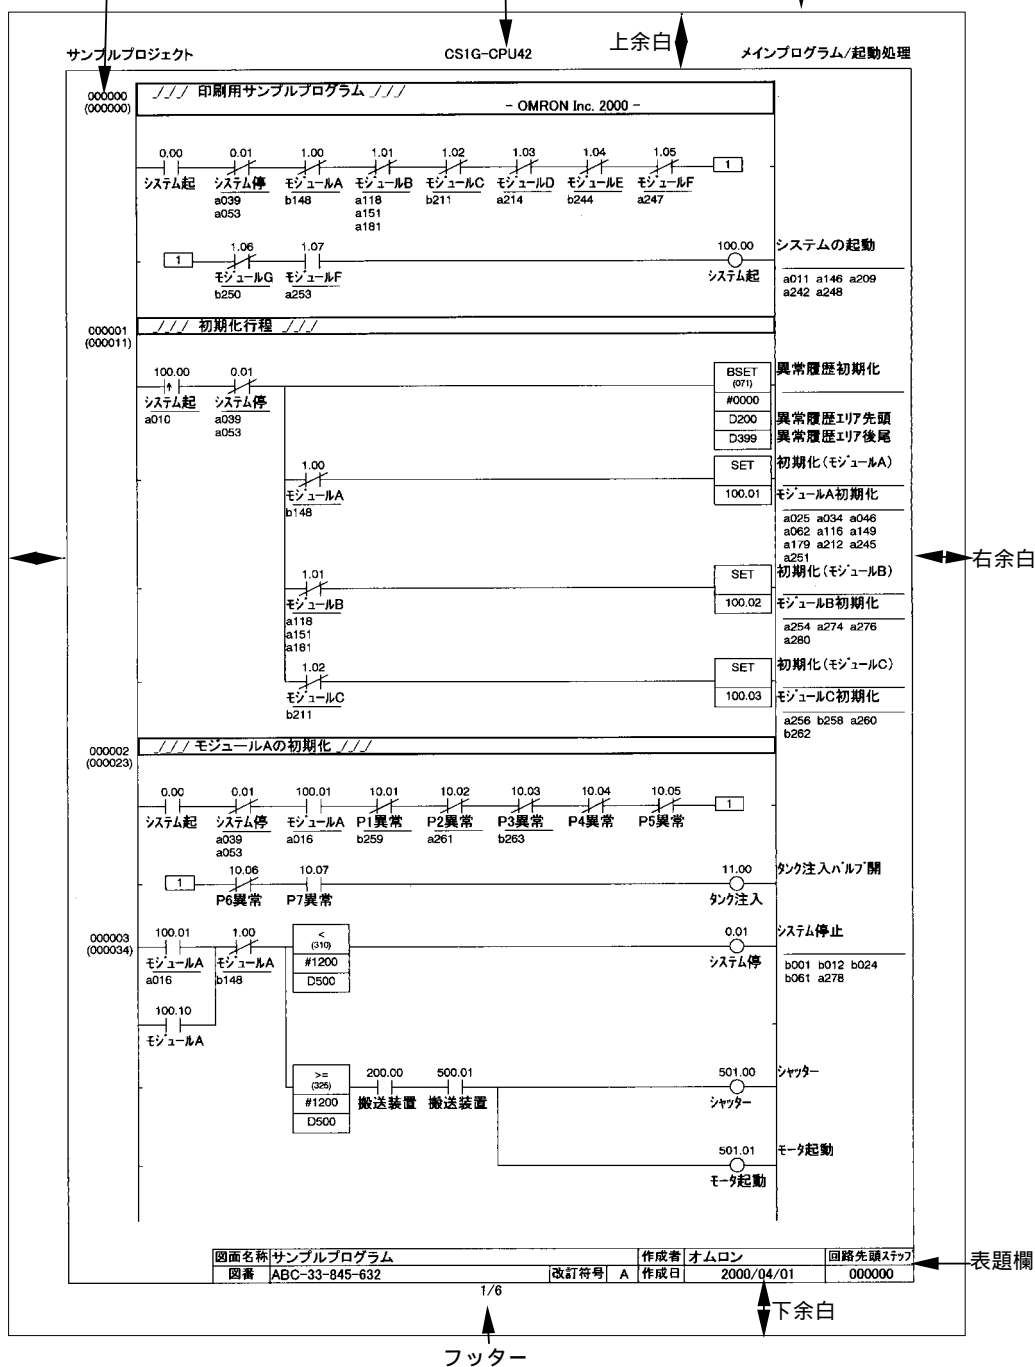 上余白
サンプルプロジェクト CS1G-CPU42 メインプログラム/起動処理
000000
(000000)
/// 印刷用サンプルプログラム ///
- OMRON Inc. 2000 -
0.00 0.01 1.00 1.01 1.02 1.03 1.04 1.05
1
システム起 システム停 モジュールA モジュールB モジュールC モジュールD モジュールE モジュールF
a039 b148 a118 b211 a214 b244 a247
a053 a151
a181
1.06 1.07 100.00 システムの起動
1
モジュールG モジュールF システム起
b250 a253
a011 a146 a209
a242 a248
000001
(000011)
/// 初期化行程 ///
100.00 0.01 BSET 異常履歴初期化
(071)
システム起 システム停 #0000
a010 a039 D200 異常履歴エリア先頭
a053 D399 異常履歴エリア後尾
1.00 SET 初期化(モジュールA)
モジュールA 100.01 モジュールA初期化
b148
a025 a034 a046
a062 a116 a149
a179 a212 a245
a251
右余白
1.01 SET 初期化(モジュールB)
モジュールB 100.02 モジュールB初期化
a118
a151
a181
a254 a274 a276
a280
1.02 SET 初期化(モジュールC)
モジュールC 100.03 モジュールC初期化
b211
a256 b258 a260
b262
000002
(000023)
/// モジュールAの初期化 ///
0.00 0.01 100.01 10.01 10.02 10.03 10.04 10.05
1
システム起 システム停 モジュールA P1異常 P2異常 P3異常 P4異常 P5異常
a039 a016 b259 a261 b263
a053
10.06 10.07 11.00 タンク注入バルブ開
1
P6異常 P7異常 タンク注入
000003
(000034)
100.01 1.00 < 0.01 システム停止
(310)
モジュールA モジュールA #1200 システム停
a016 b148 D500
b001 b012 b024
b061 a278
100.10
モジュールA
>= 200.00 500.01 501.00 シャッター
(325)
#1200 搬送装置 搬送装置 シャッター
D500
501.01 モータ起動
モータ起動
図面名称 サンプルプログラム 作成者 オムロン 回路先頭ステップ
図番 ABC-33-845-632 改訂符号 A 作成日 2000/04/01 000000
表題欄
1/6
下余白
フッター